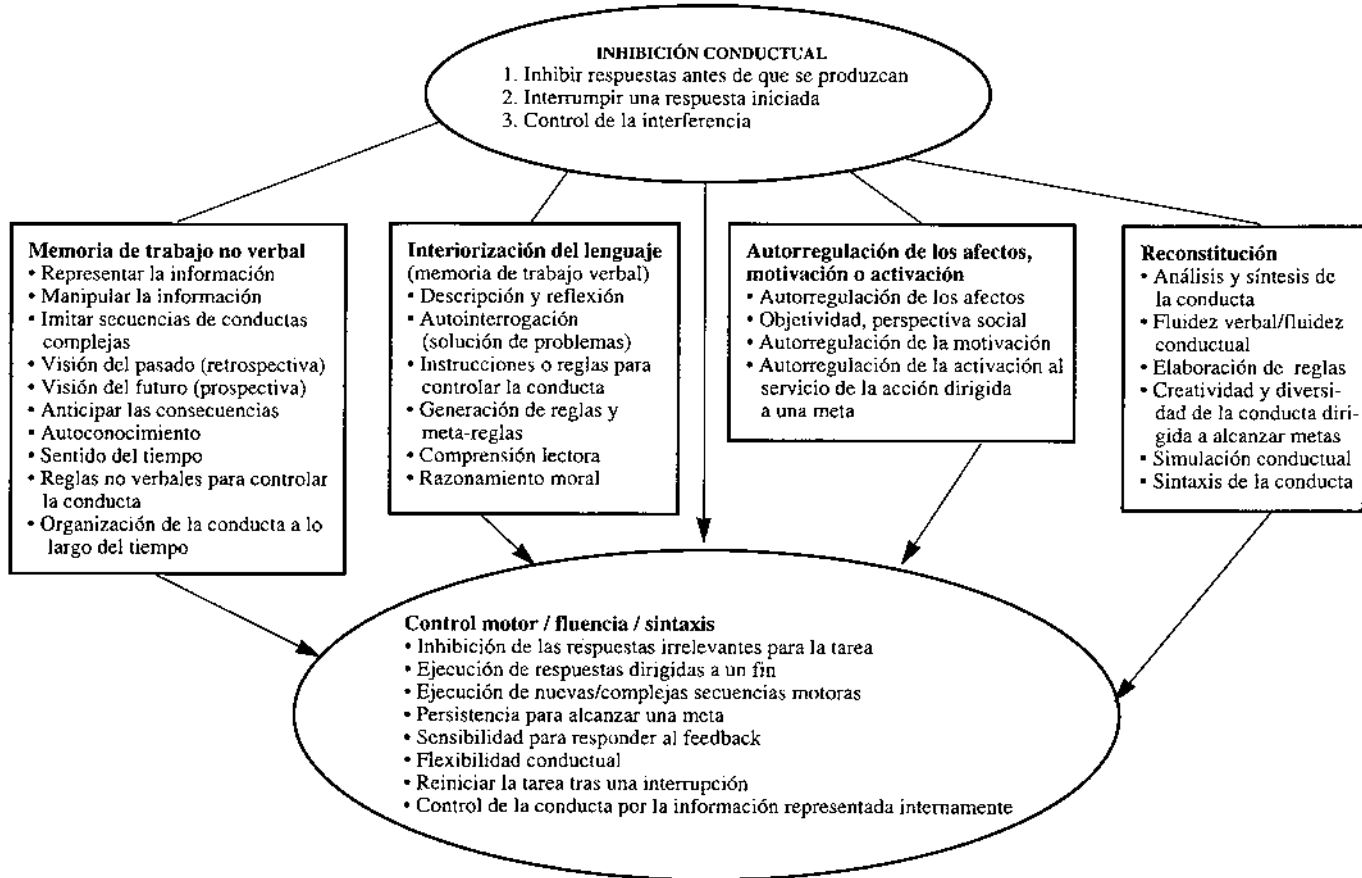 INHIBICIÓN CONDUCTUAL
1. Inhibir respuestas antes de que se produzcan
2. Interrumpir una respuesta iniciada
3. Control de la interferencia
Memoria de trabajo no verbal
• Representar la información
• Manipular la información
• Imitar secuencias de conductas
complejas
• Visión del pasado (retrospectiva)
• Visión del futuro (prospectiva)
• Anticipar las consecuencias
• Autoconocimiento
• Sentido del tiempo
• Reglas no verbales para controlar
la conducta
• Organización de la conducta a lo
largo del tiempo
Interiorización del lenguaje
(memoria de trabajo verbal)
• Descripción y reflexión
• Autointerrogación
(solución de problemas)
• Instrucciones o reglas para
controlar la conducta
• Generación de reglas y
meta-reglas
• Comprensión lectora
• Razonamiento moral
Autorregulación de los afectos,
motivación o activación
• Autorregulación de los afectos
• Objetividad, perspectiva social
• Autorregulación de la motivación
• Autorregulación de la activación al
servicio de la acción dirigida
a una meta
Reconstitución
• Análisis y síntesis de
la conducta
• Fluidez verbal/fluidez
conductual
• Elaboración de reglas
• Creatividad y diversi-
dad de la conducta diri-
gida a alcanzar metas
• Simulación conductual
• Sintaxis de la conducta
Control motor / fluencia / sintaxis
• Inhibición de las respuestas irrelevantes para la tarea
• Ejecución de respuestas dirigidas a un fin
• Ejecución de nuevas/complejas secuencias motoras
• Persistencia para alcanzar una meta
• Sensibilidad para responder al feedback
• Flexibilidad conductual
• Reiniciar la tarea tras una interrupción
• Control de la conducta por la información representada internamente